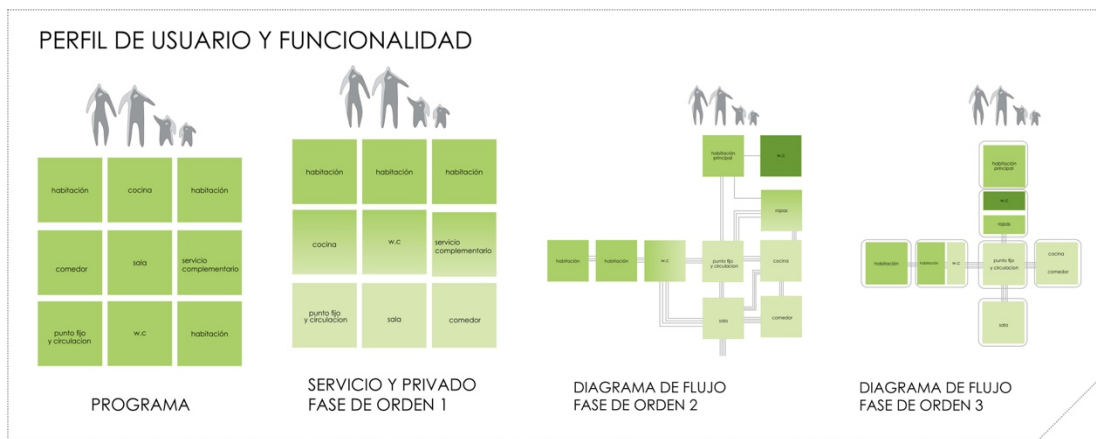 PERFIL DE USUARIO Y FUNCIONALIDAD
habitación
cocina
habitación
comedor
sala
servicio
complementario
punto fijo
y circulacion
w.c
habitación
PROGRAMA
habitación
habitación
habitación
cocina
w.c
servicio
complementario
punto fijo
y circulacion
sala
comedor
SERVICIO Y PRIVADO
FASE DE ORDEN 1
habitación
principal
w.c
ropas
habitación
habitación
w.c
punto fijo
y circulacion
cocina
sala
comedor
DIAGRAMA DE FLUJO
FASE DE ORDEN 2
habitación
principal
w.c
ropas
habitación
habitación
w.c
punto fijo
y circulacion
cocina
comedor
sala
DIAGRAMA DE FLUJO
FASE DE ORDEN 3